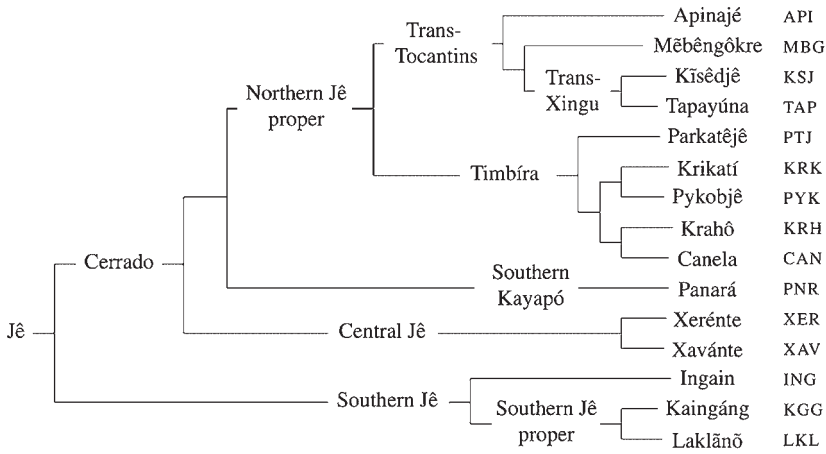 Apinajé API
Trans-
Tocantins
Mẽbêngôkre MBG
Kĩsêdjê KSJ
Trans-
Xingu
Tapayúna TAP
Northern Jê
proper
Parkatêjê PTJ
Krikatí KRK
Timbíra
Pykobjê PYK
Krahô KRH
Canela CAN
Cerrado
Southern
Kayapó
Panará PNR
Xerénte XER
Jê
Central Jê
Xavánte XAV
Ingain ING
Southern Jê
Southern Jê
proper
Kaingáng KGG
Laklãnõ LKL